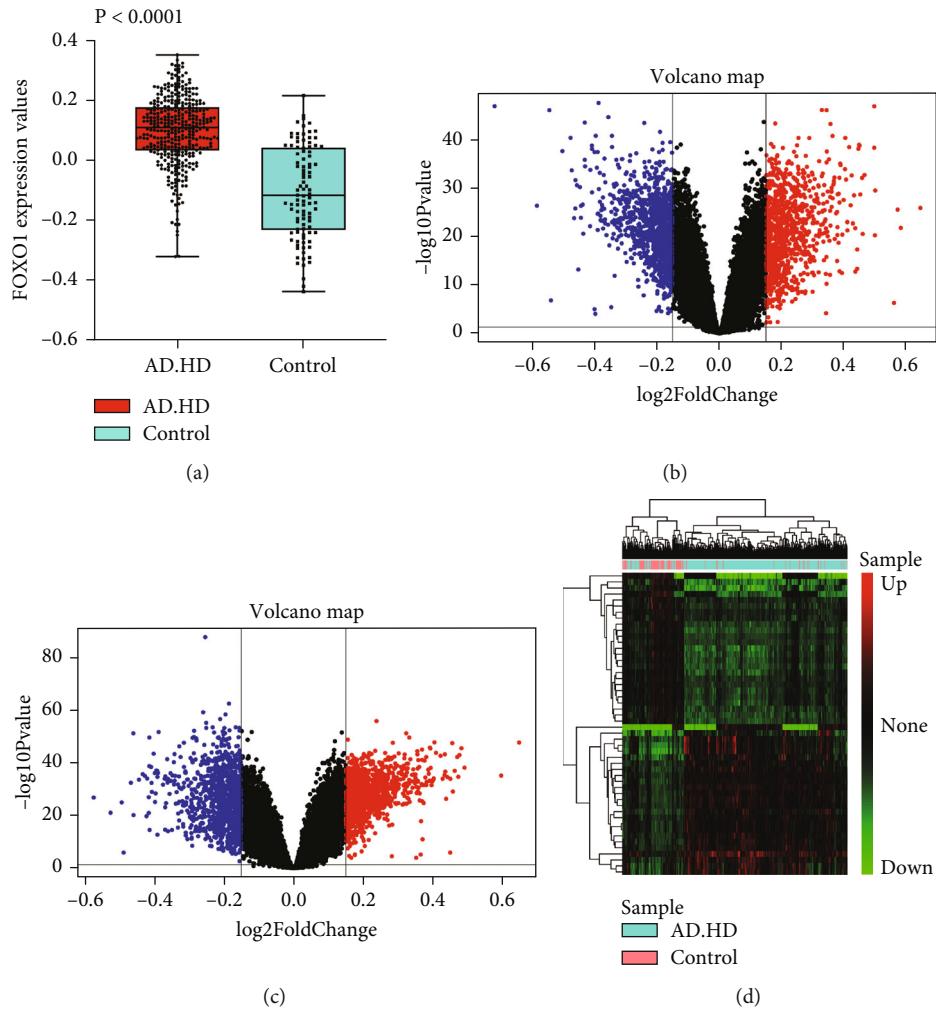 P < 0.0001
0.4
0.2
0.0
−0.2
−0.4
−0.6
FOXO1 expression values
AD.HD Control
AD.HD
Control
(a)
Volcano map
40
30
20
10
0
−log10Pvalue
−0.6 −0.4 −0.2 0.0 0.2 0.4 0.6
log2FoldChange
(b)
Volcano map
80
60
40
20
0
−log10Pvalue
−0.6 −0.4 −0.2 0.0 0.2 0.4 0.6
log2FoldChange
(c)
Sample
Up
None
Down
Sample
AD.HD
Control
(d)